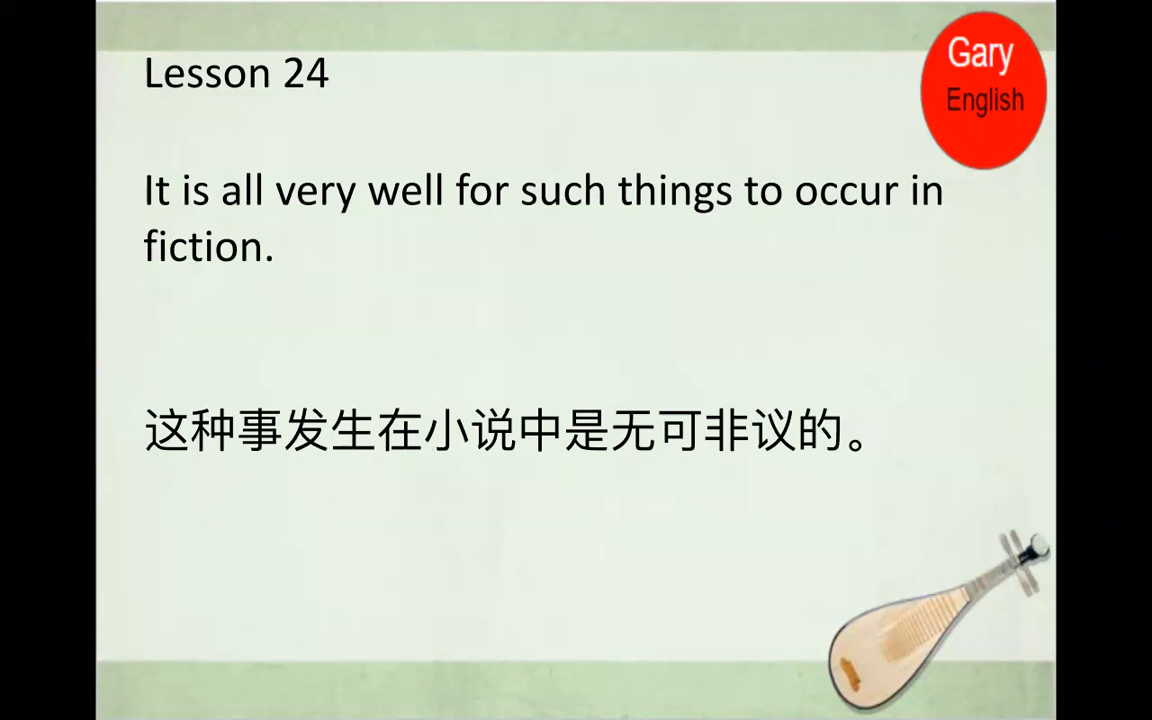 Lesson 24
Gary
English
It is all very well for such things to occur in
fiction.
这种事发生在小说中是无可非议的。